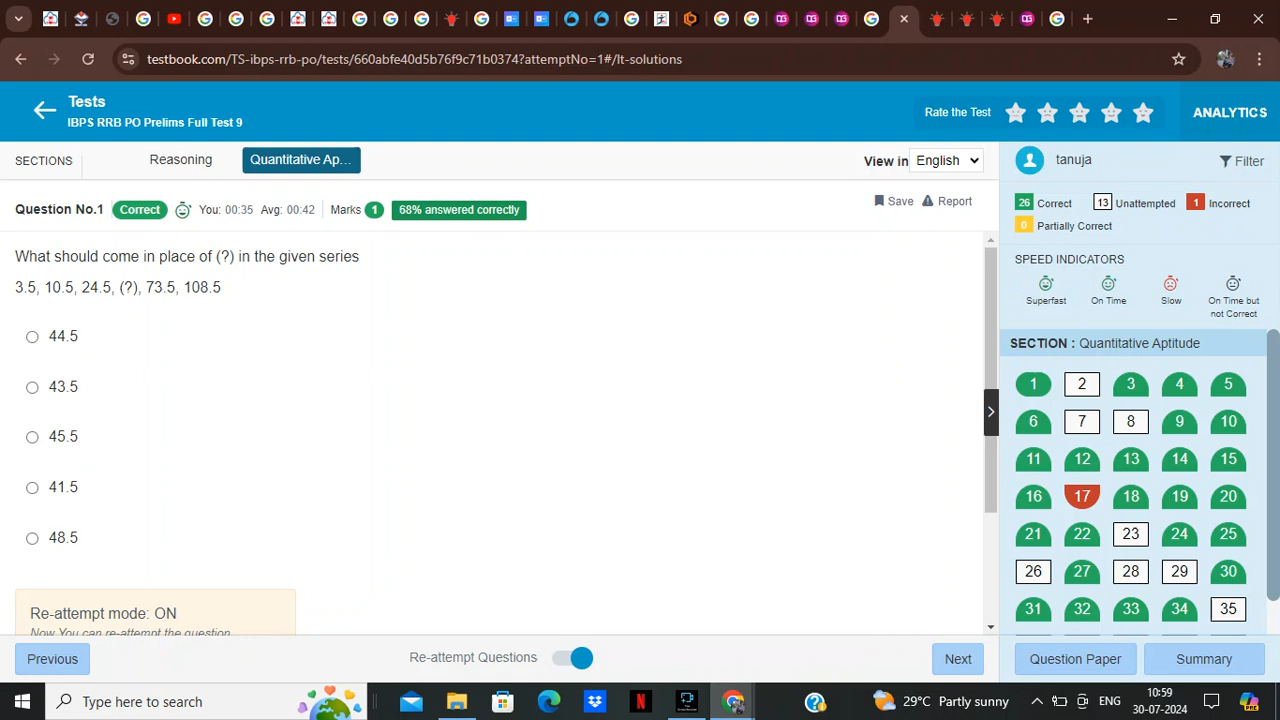 testbook.com/TS-ibps-rrb-po/tests/660abfe40d5b76f9c71b0374?attemptNo=1#/lt-solutions
Tests
IBPS RRB PO Prelims Full Test 9
Rate the Test
ANALYTICS
SECTIONS
Reasoning
Quantitative Ap...
View in
English
tanuja
Filter
Question No.1
Correct
You: 00:35 Avg: 00:42
Marks 1
68% answered correctly
Save
Report
26 Correct
13 Unattempted
1 Incorrect
0 Partially Correct
What should come in place of (?) in the given series
3.5, 10.5, 24.5, (?), 73.5, 108.5
44.5
43.5
45.5
41.5
48.5
SPEED INDICATORS
Superfast
On Time
Slow
On Time but
not Correct
SECTION : Quantitative Aptitude
1 2 3 4 5
6 7 8 9 10
11 12 13 14 15
16 17 18 19 20
21 22 23 24 25
26 27 28 29 30
31 32 33 34 35
Re-attempt mode: ON
Now You can re-attempt the question
Previous
Re-attempt Questions
Next
Question Paper
Summary
Type here to search
29°C Partly sunny
ENG
10:59
30-07-2024